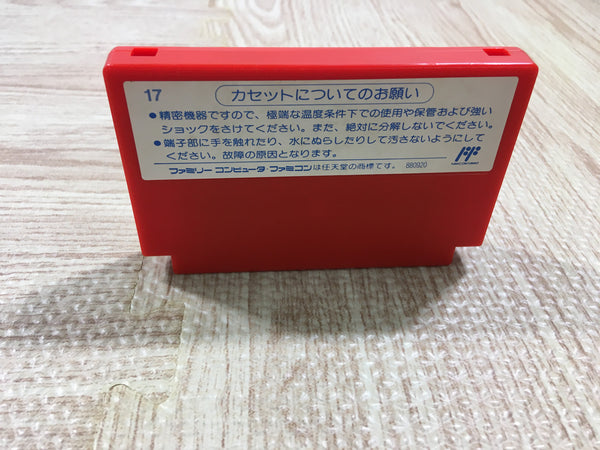 17
カセットについてのお願い
●精密機器ですので、極端な温度条件下での使用や保管および強い
ショックをさけてください。また、絶対に分解しないでください。
●端子部に手を触れたり、水にぬらしたりして汚さないようにして
ください。故障の原因となります。
ファミリーコンピュータ・ファミコンは任天堂の商標です。 880920